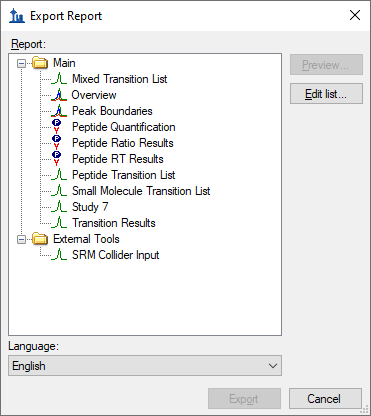 Export Report
Report:
Main
Preview...
Mixed Transition List
Overview
Edit list...
Peak Boundaries
Peptide Quantification
Peptide Ratio Results
Peptide RT Results
Peptide Transition List
Small Molecule Transition List
Study 7
Transition Results
External Tools
SRM Collider Input
Language:
English
Export
Cancel